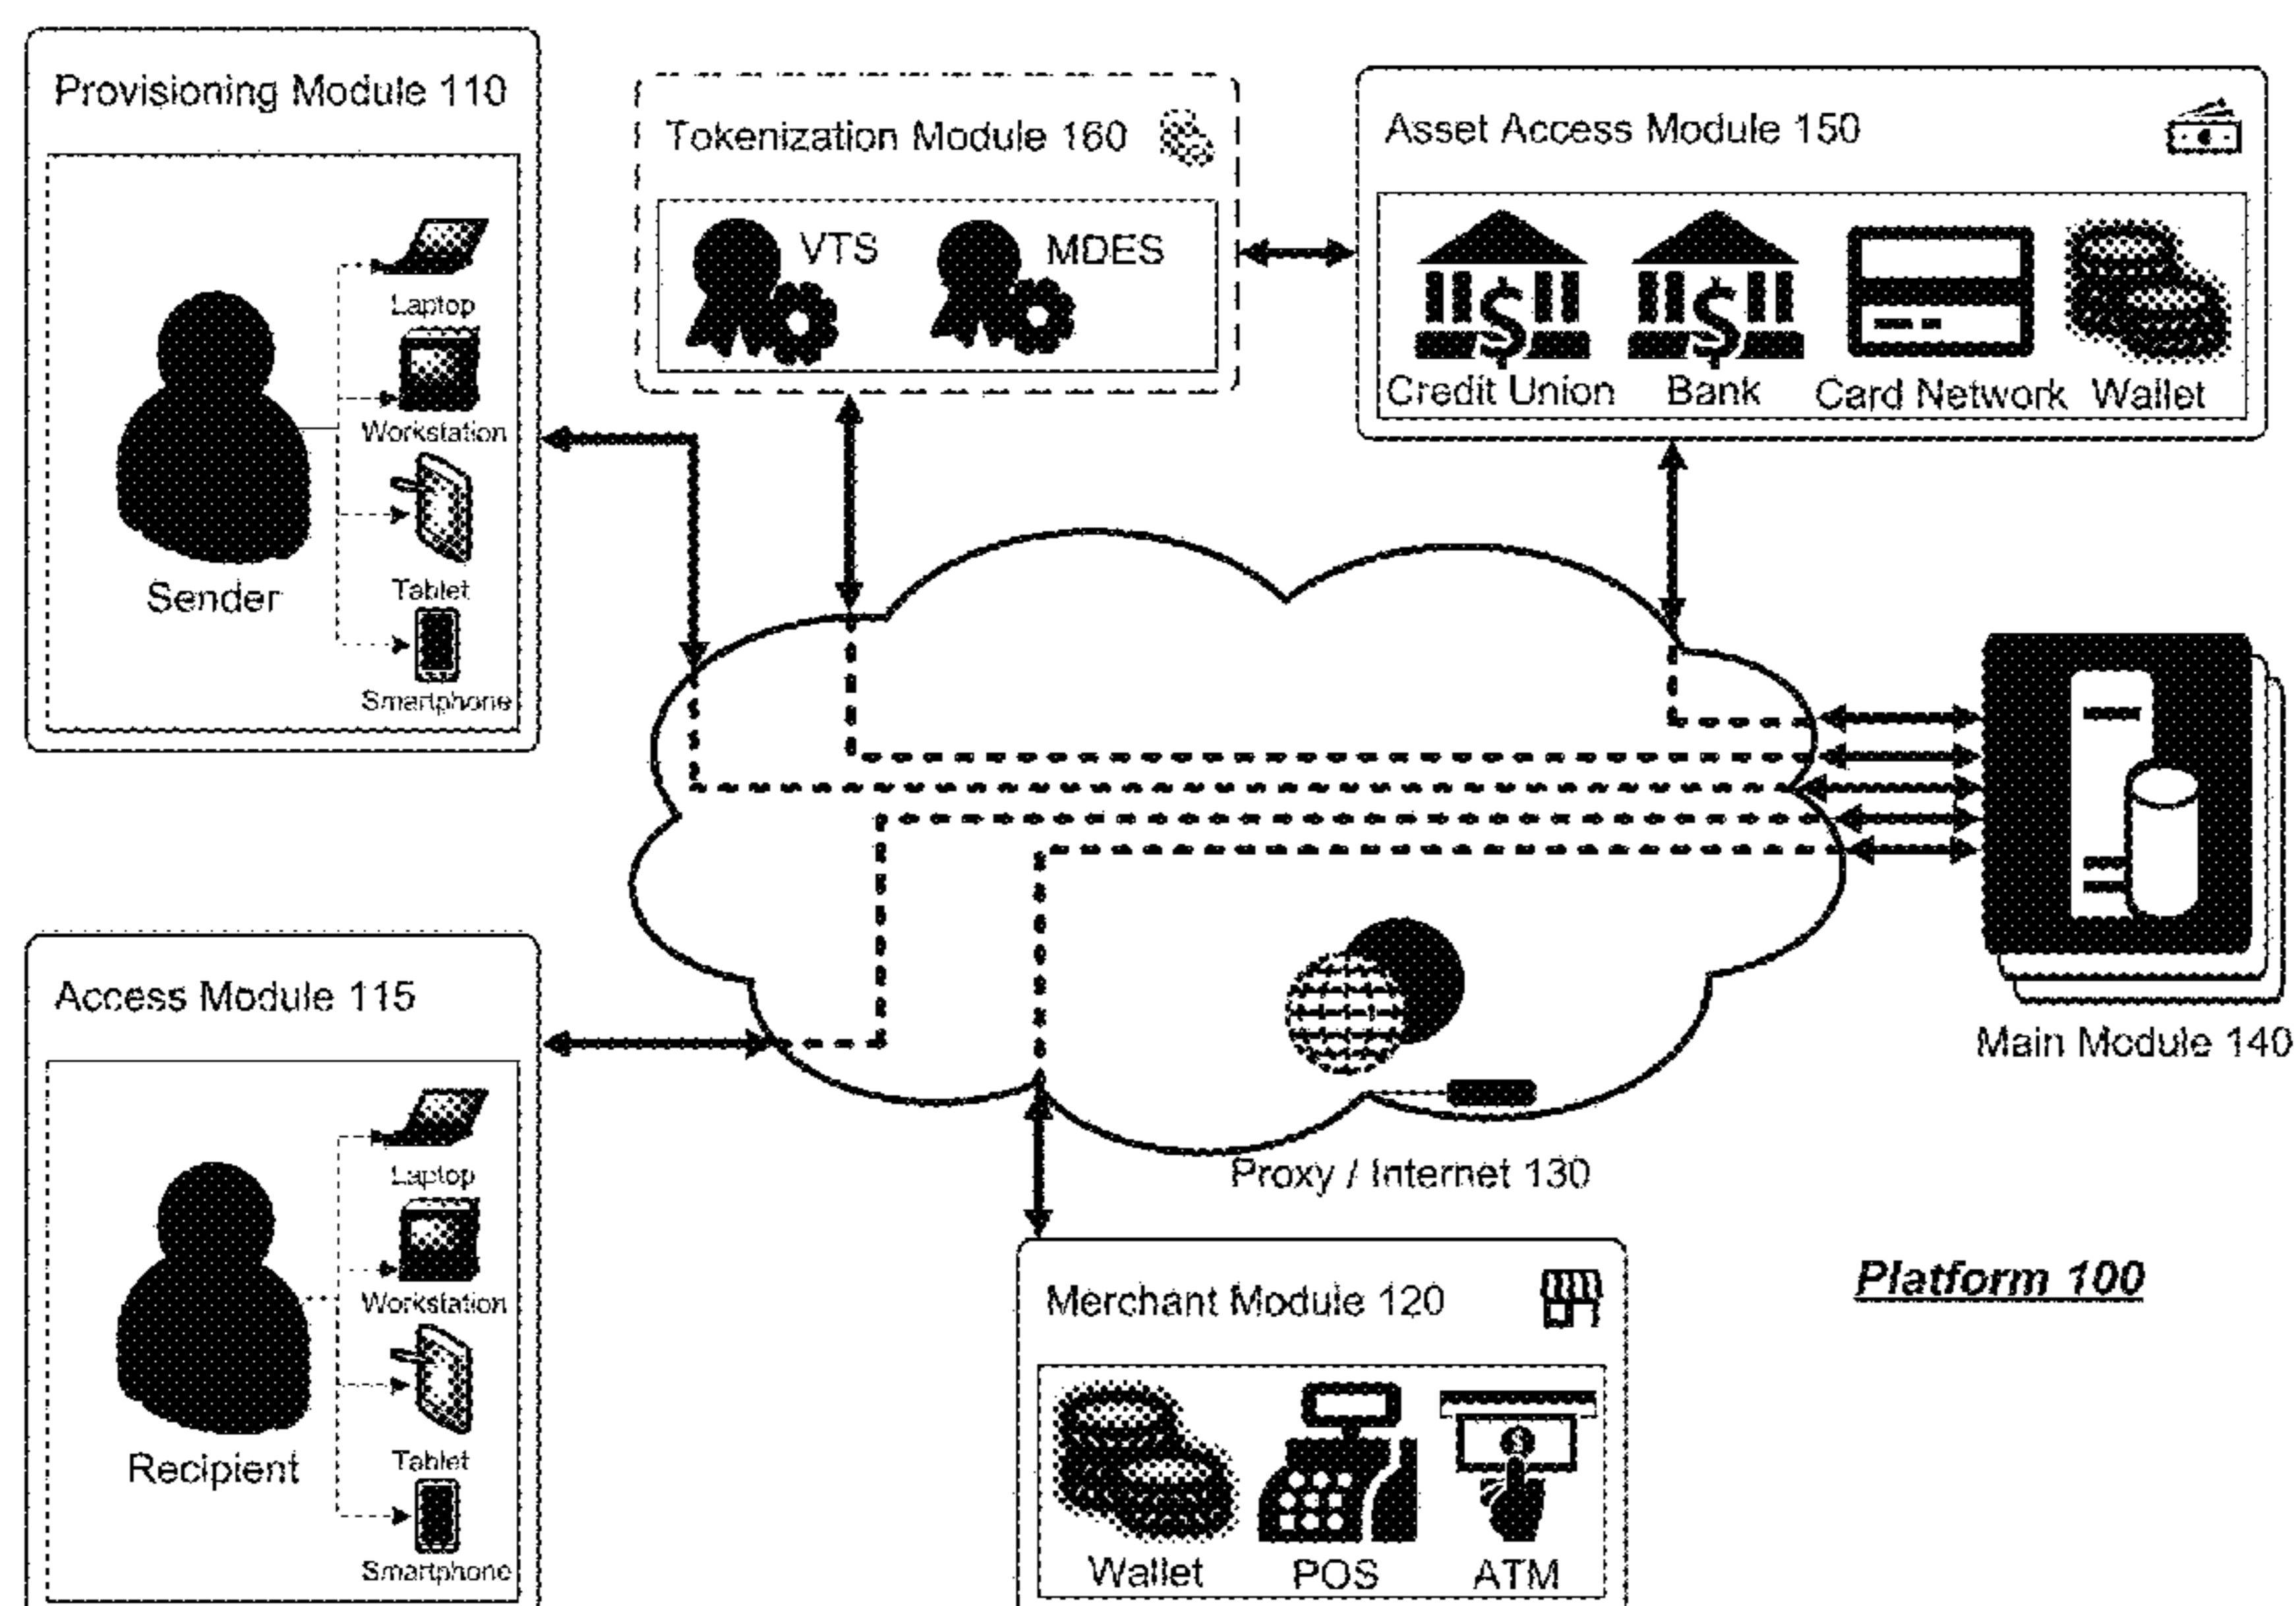 Provisioning Module 110
Laptop
Workstation
Tablet
Smartphone
Sender
Tokenization Module 160
VTS
MDES
Asset Access Module 150
$
$
Credit Union
Bank
Card Network
Wallet
Main Module 140
Proxy / Internet 130
Access Module 115
Laptop
Workstation
Tablet
Smartphone
Recipient
Merchant Module 120
$
Wallet
POS
ATM
Platform 100